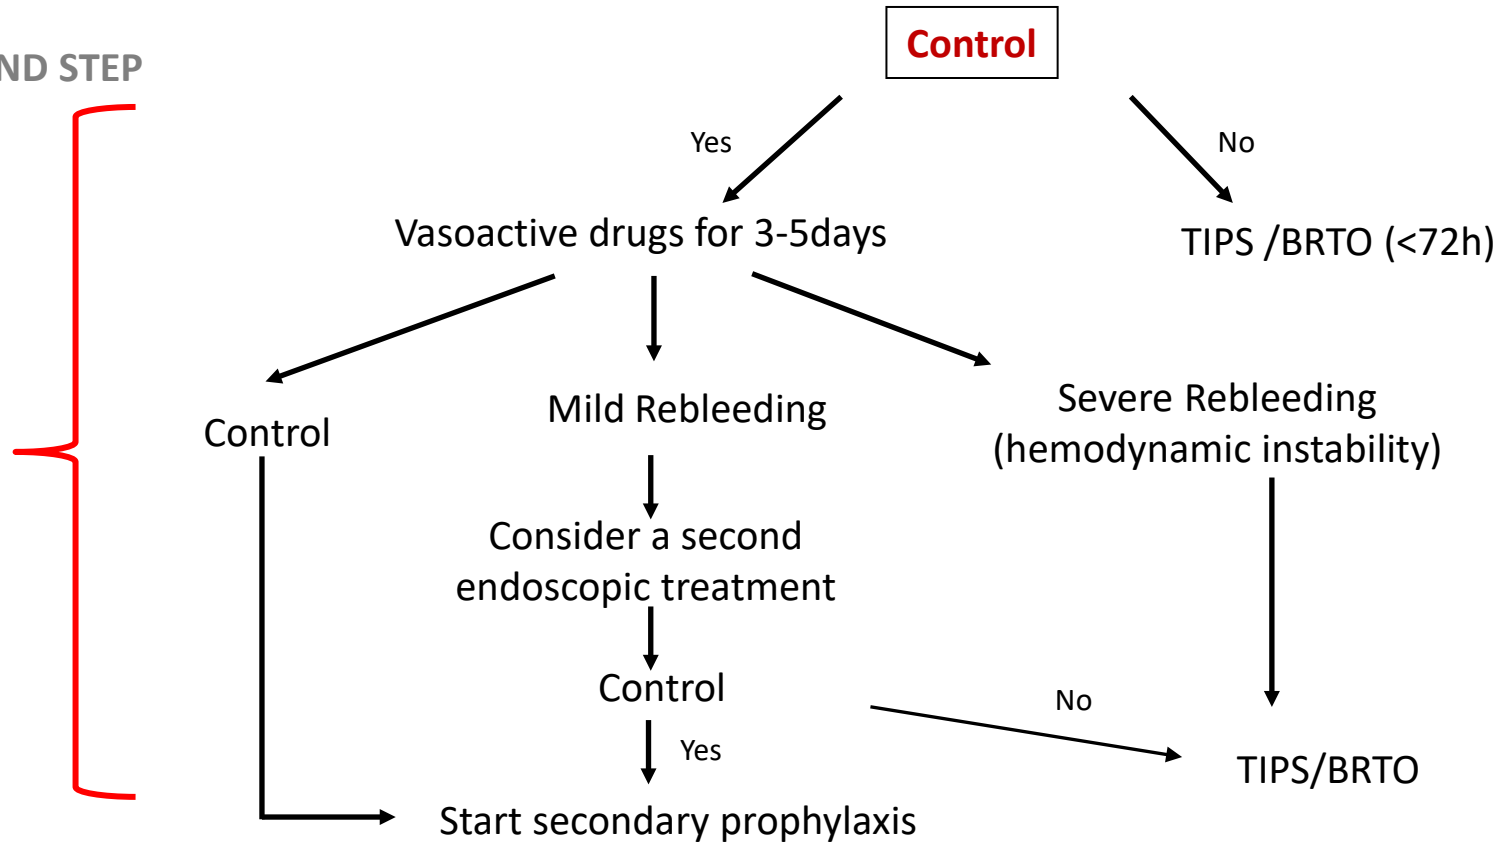 Control
ND STEP
Yes
No
Vasoactive drugs for 3-5days
TIPS /BRTO (<72h)
Control
Mild Rebleeding
Severe Rebleeding
(hemodynamic instability)
Consider a second
endoscopic treatment
Control
No
Yes
TIPS/BRTO
Start secondary prophylaxis